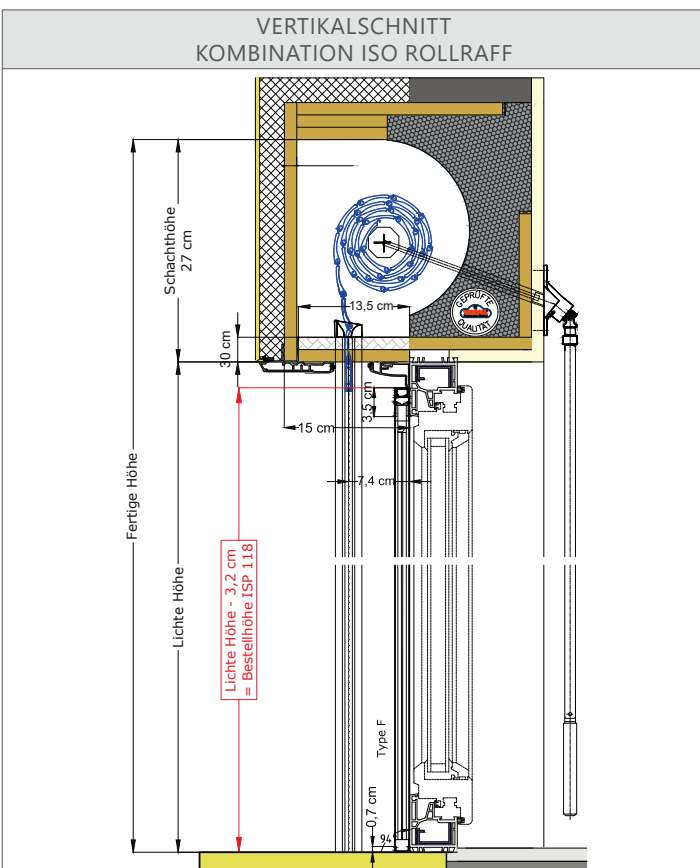 VERTIKALSCHNITT
KOMBINATION ISO ROLLRAFF
Schachthöhe
27 cm
13,5 cm
GEPRÜFTE
QUALITÄT
30 cm
3,5 cm
15 cm
7,4 cm
Fertige Höhe
Lichte Höhe
Lichte Höhe - 3,2 cm
= Bestellhöhe ISP 118
Type F
0,7 cm
94